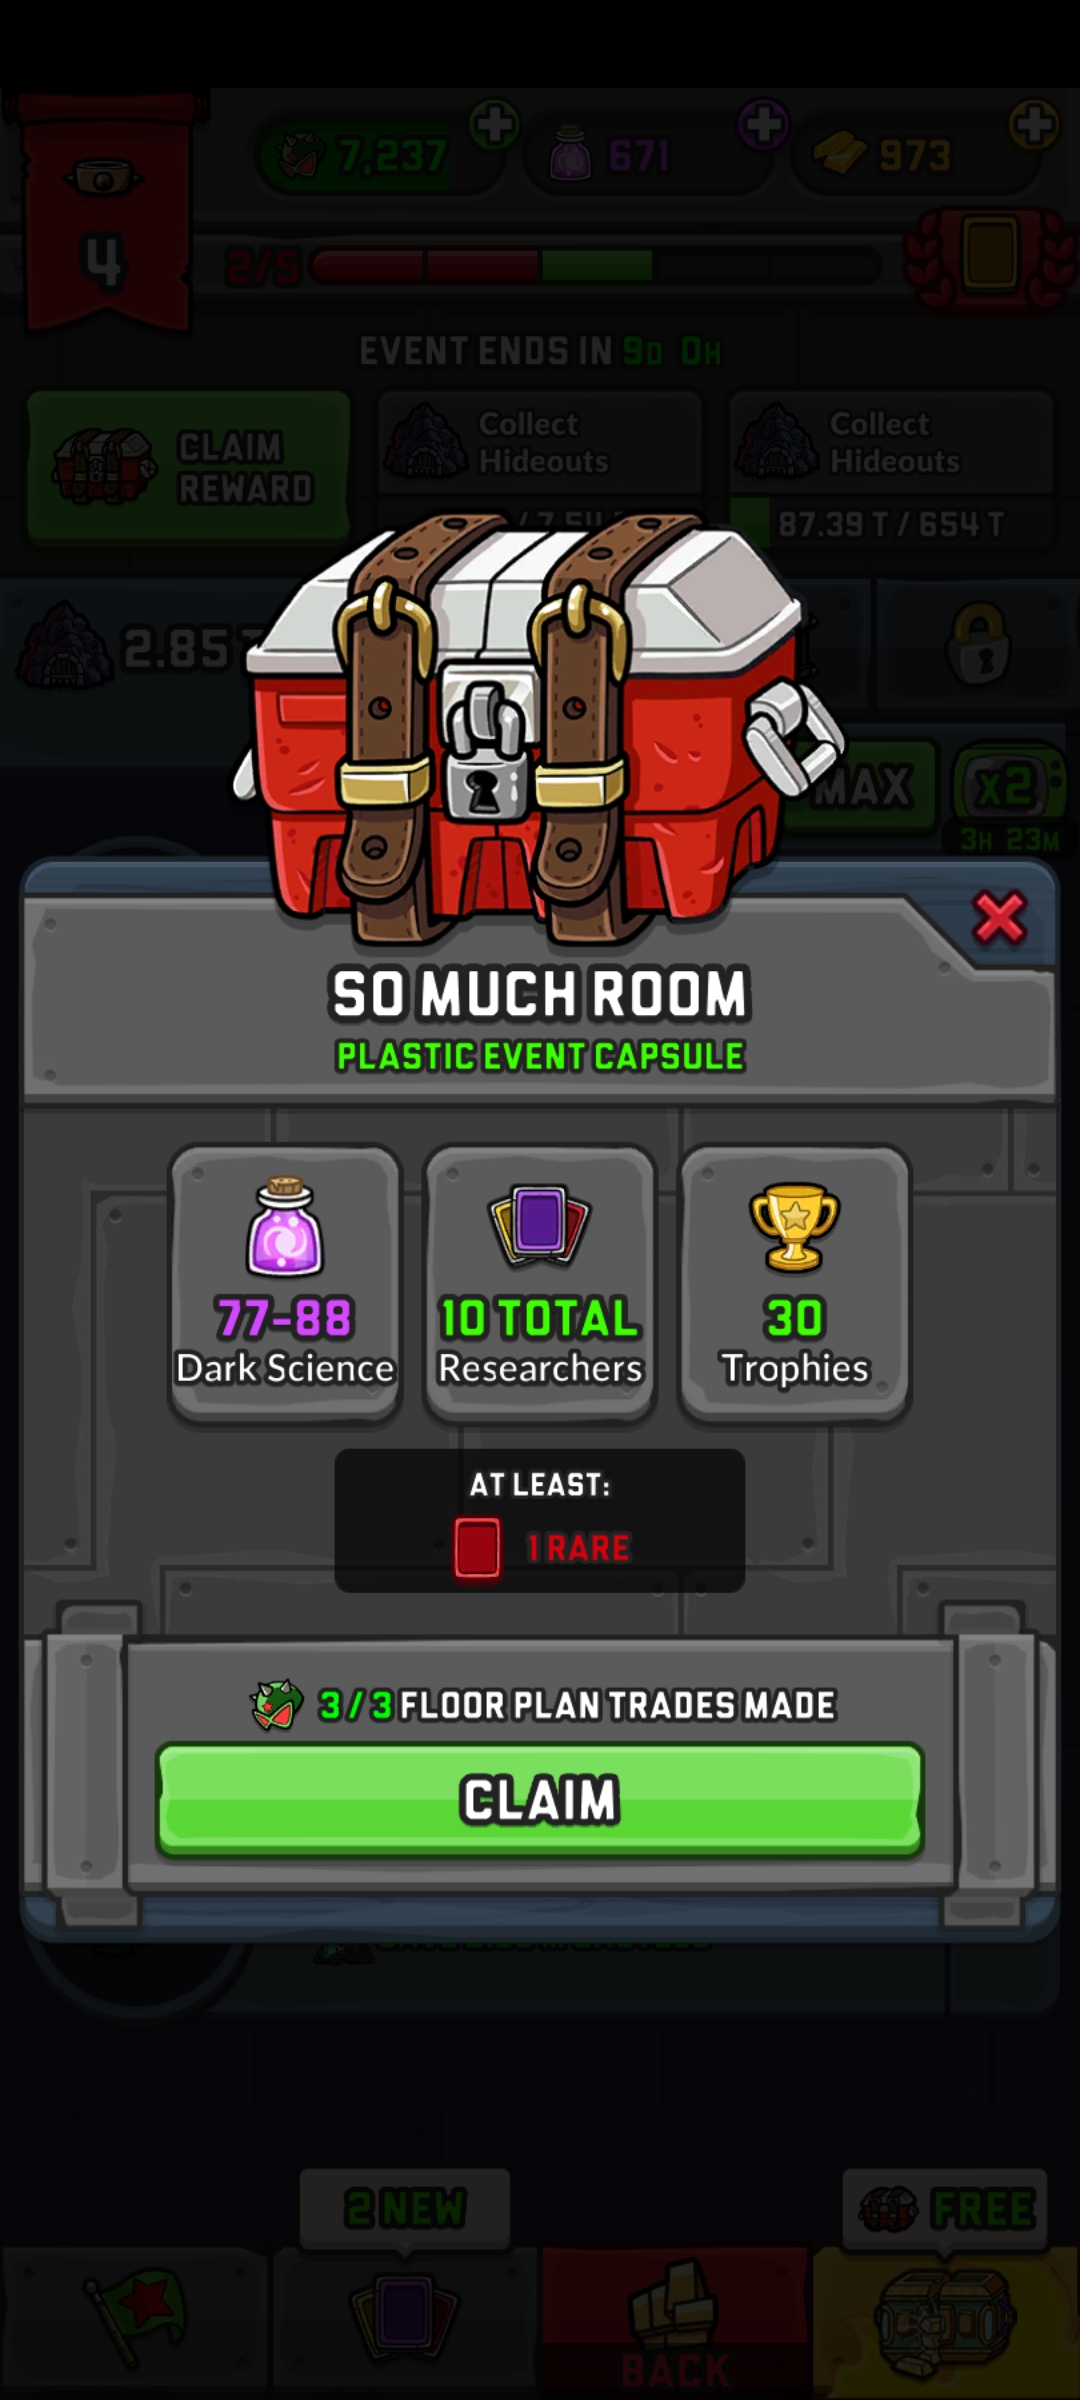 7,237
671
973
4
2/5
EVENT ENDS IN 9D 0H
CLAIM
REWARD
Collect
Hideouts
Collect
Hideouts
87.39 T / 654 T
2.85
MAX
x2
3H 23M
SO MUCH ROOM
PLASTIC EVENT CAPSULE
77-88
Dark Science
10 TOTAL
Researchers
30
Trophies
AT LEAST:
1 RARE
3 / 3 FLOOR PLAN TRADES MADE
CLAIM
2 NEW
FREE
BACK